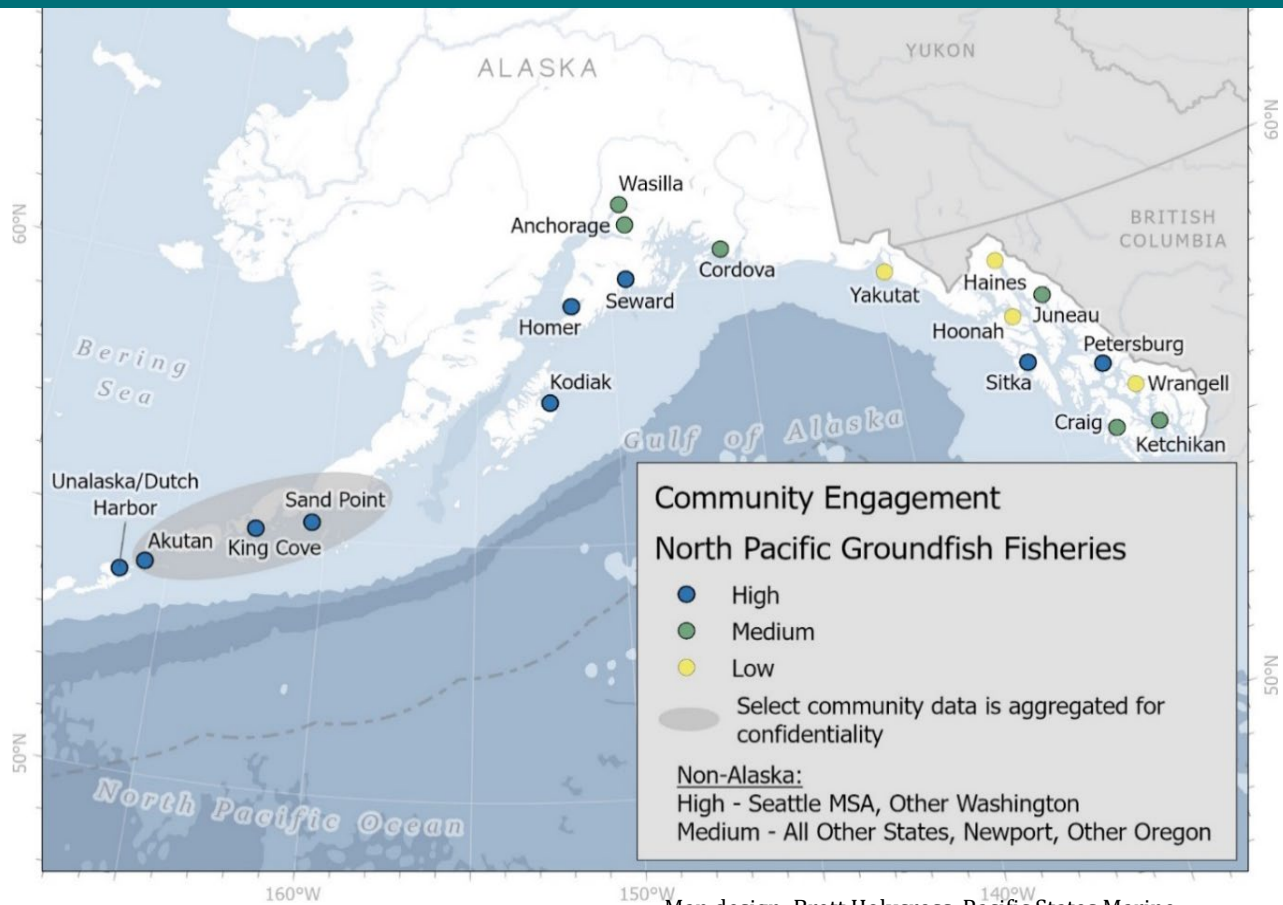 ALASKA
YUKON
60°N
60°N
Wasilla
Anchorage
BRITISH
COLUMBIA
Cordova
Haines
Yakutat
Seward
Juneau
Homer
Hoonah
Petersburg
Bering
Sea
Kodiak
Sitka
Wrangell
Craig
Gulf of Alaska
Ketchikan
Unalaska/Dutch
Harbor
Sand Point
Akutan
King Cove
Community Engagement
North Pacific Groundfish Fisheries
High
Medium
Low
Select community data is aggregated for
confidentiality
Non-Alaska:
High - Seattle MSA, Other Washington
Medium - All Other States, Newport, Other Oregon
50°N
50°N
North Pacific Ocean
160°W
150°W
140°W